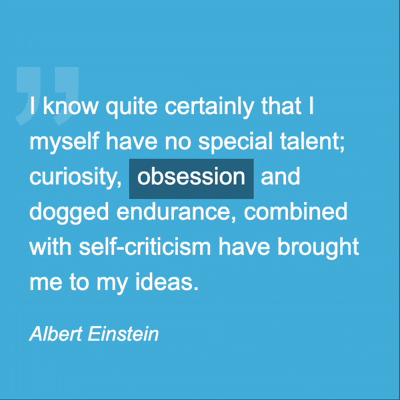 I know quite certainly that I
myself have no special talent;
curiosity, obsession and
dogged endurance, combined
with self-criticism have brought
me to my ideas.
Albert Einstein